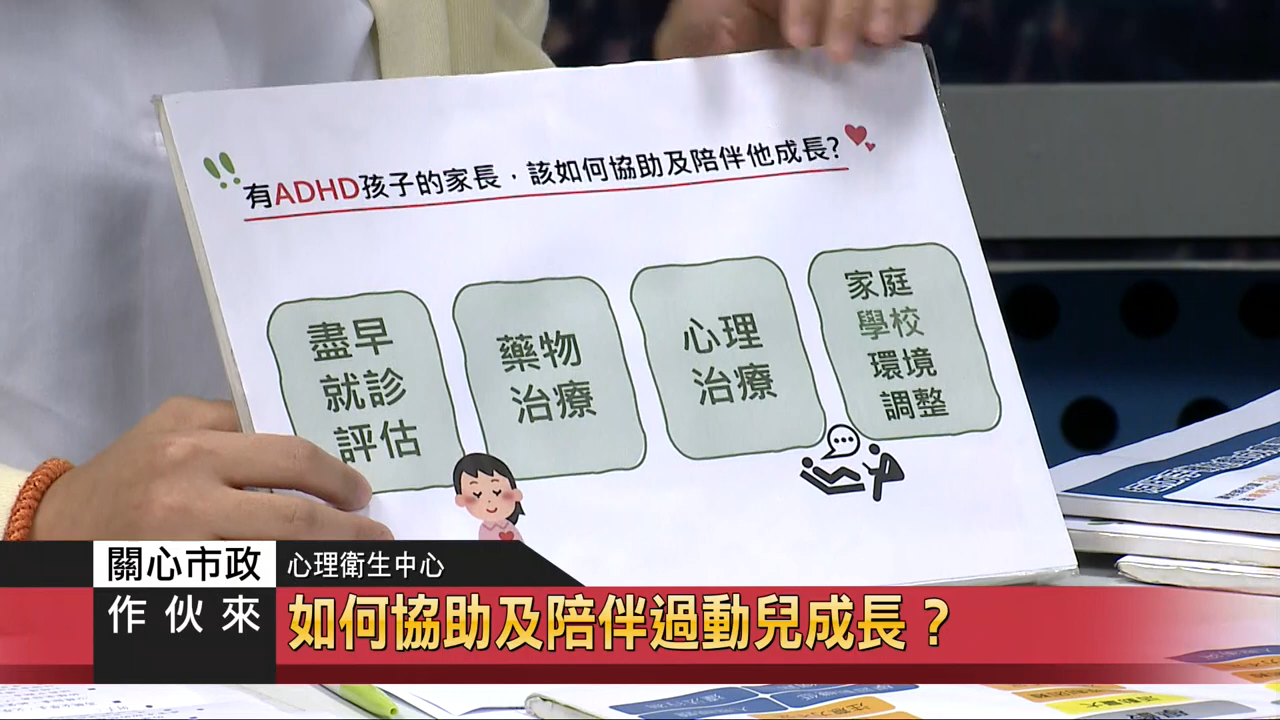 有ADHD孩子的家長，該如何協助及陪伴他成長?
盡早
就診
評估
藥物
治療
心理
治療
家庭
學校
環境
調整
關心市政
作伙來
心理衛生中心
如何協助及陪伴過動兒成長？